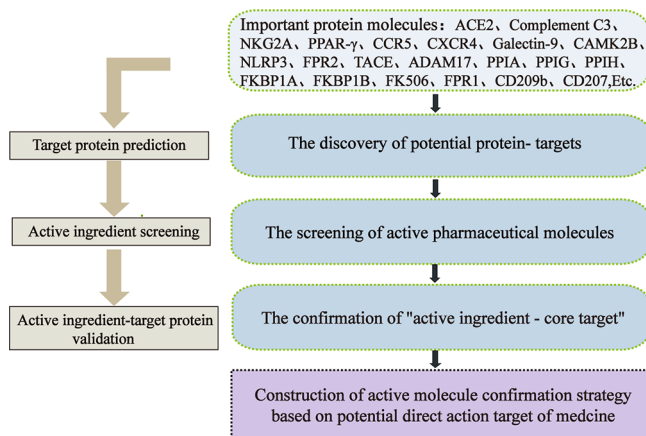 Important protein molecules：ACE2、Complement C3、
NKG2A、PPAR-γ、CCR5、CXCR4、Galectin-9、CAMK2B、
NLRP3、FPR2、TACE、ADAM17、PPIA、PPIG、PPIH、
FKBP1A、FKBP1B、FK506、FPR1、CD209b、CD207,Etc.
Target protein prediction
The discovery of potential protein- targets
Active ingredient screening
The screening of active pharmaceutical molecules
Active ingredient-target protein
validation
The confirmation of "active ingredient - core target"
Construction of active molecule confirmation strategy
based on potential direct action target of medcine